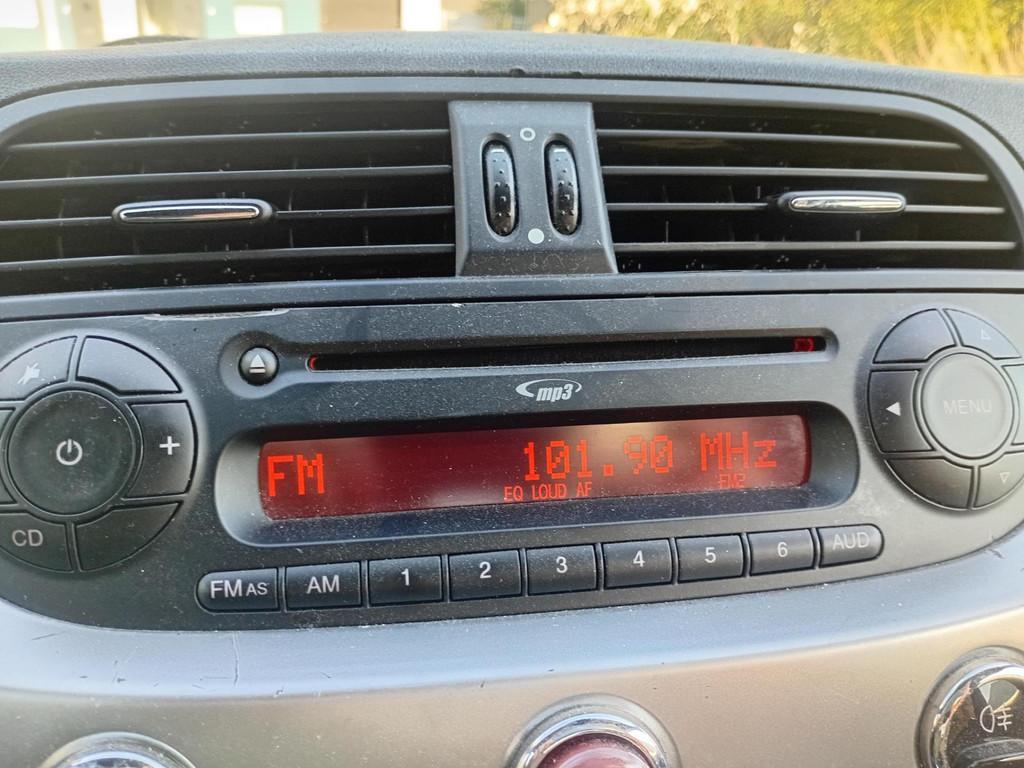 mp3
MENU
+
FM 101.90 MHz
EQ LOUD AF FM2
CD
FM AS AM 1 2 3 4 5 6 AUD